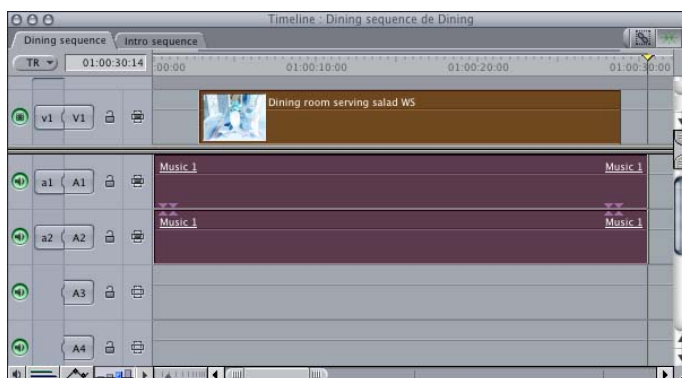 Timeline : Dining sequence de Dining
Dining sequence Intro sequence
TR 01:00:30:14 :00:00 01:00:10:00 01:00:20:00 01:00:30:00
v1 V1 Dining room serving salad WS
a1 A1 Music 1 Music 1
a2 A2 Music 1 Music 1
A3
A4